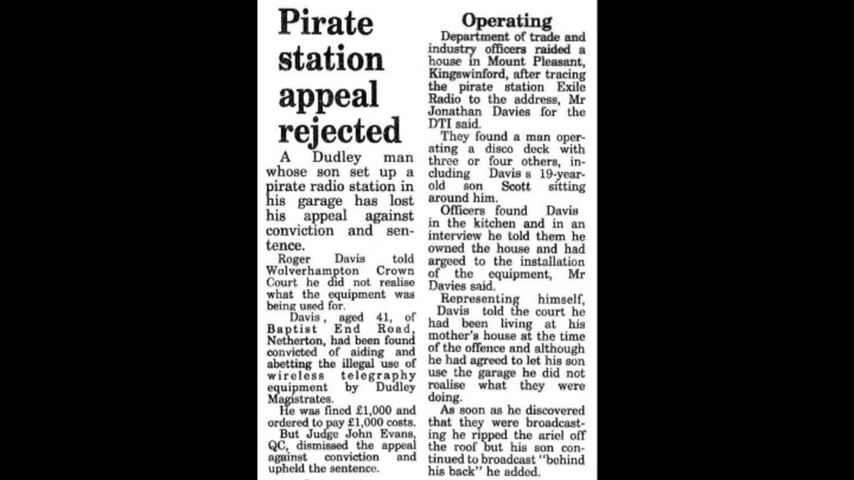 Pirate
station
appeal
rejected
A Dudley man
whose son set up a
pirate radio station in
his garage has lost
his appeal against
conviction and sen-
tence.
Roger Davis told
Wolverhampton Crown
Court he did not realise
what the equipment was
being used for.
Davis, aged 41, of
Baptist End Road,
Netherton, had been found
convicted of aiding and
abetting the illegal use of
wireless telegraphy
equipment by Dudley
Magistrates.
He was fined £1,000 and
ordered to pay £1,000 costs.
But Judge John Evans,
QC, dismissed the appeal
against conviction and
upheld the sentence.
Operating
Department of trade and
industry officers raided a
house in Mount Pleasant,
Kingswinford, after tracing
the pirate station Exile
Radio to the address, Mr
Jonathan Davies for the
DTI said.
They found a man oper-
ating a disco deck with
three or four others, in-
cluding Davis s 19-year-
old son Scott sitting
around him.
Officers found Davis
in the kitchen and in an
interview he told them he
owned the house and had
argeed to the installation
of the equipment, Mr
Davies said.
Representing himself,
Davis told the court he
had been living at his
mother's house at the time
of the offence and although
he had agreed to let his son
use the garage he did not
realise what they were
doing.
As soon as he discovered
that they were broadcast-
ing he ripped the ariel off
the roof but his son con-
tinued to broadcast "behind
his back" he added.